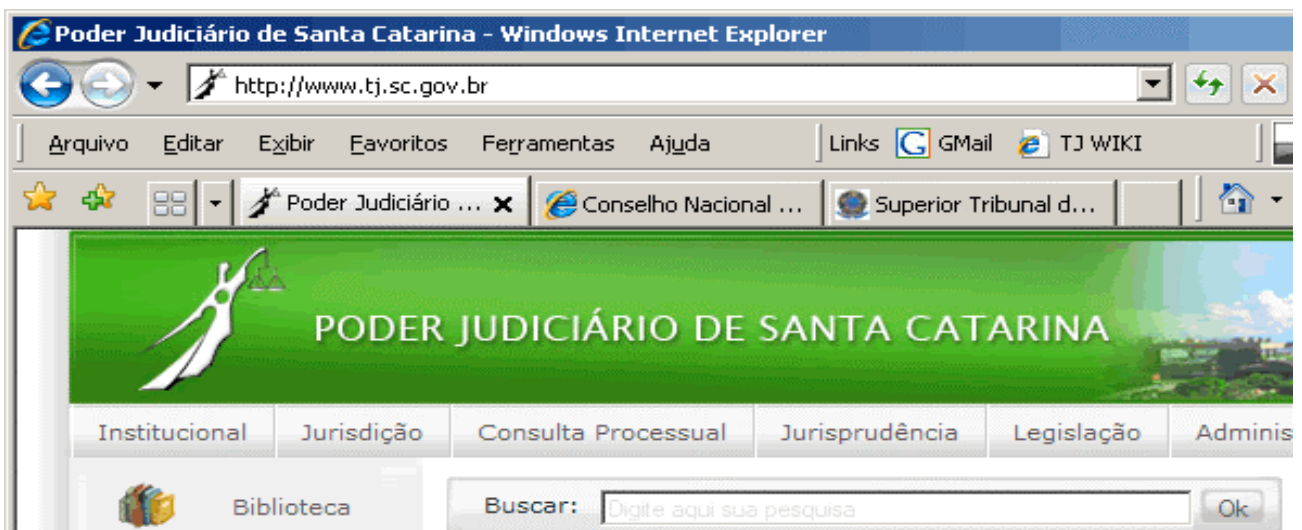 Poder Judiciário de Santa Catarina - Windows Internet Explorer
http://www.tj.sc.gov.br
Arquivo Editar Exibir Favoritos Ferramentas Ajuda Links GMail TJ WIKI
Poder Judiciário ... Conselho Nacional ... Superior Tribunal d...
PODER JUDICIÁRIO DE SANTA CATARINA
Institucional Jurisdição Consulta Processual Jurisprudência Legislação Adminis
Biblioteca Buscar: Digite aqui sua pesquisa Ok